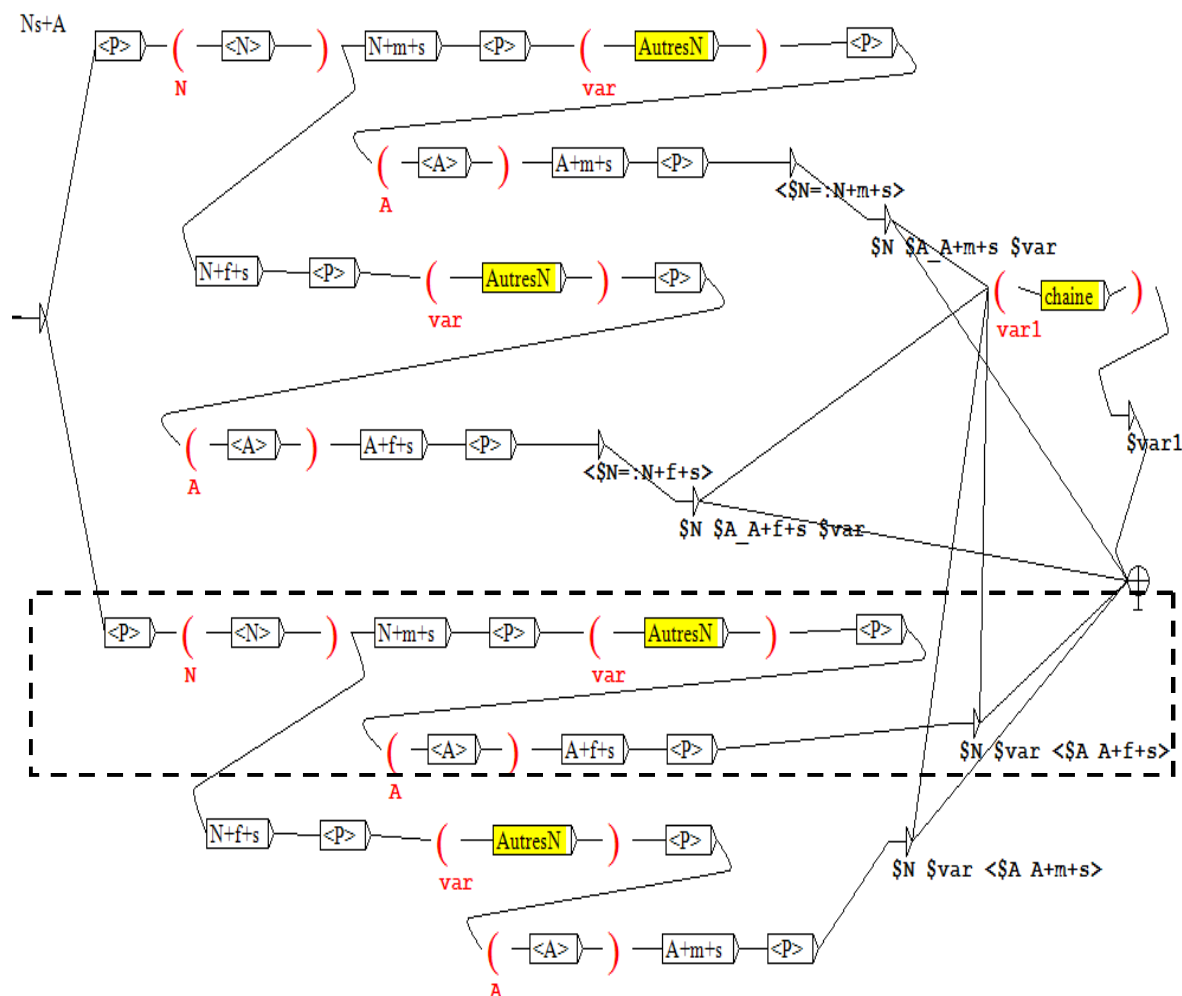 Ns+A
<P> ( <N> ) N+m+s <P> ( AutresN ) <P>
N var
( <A> ) A+m+s <P>
A <$N=:N+m+s>
$N $A_A+m+s $var
N+f+s <P> ( AutresN ) <P>
var
( chaine )
var1
( <A> ) A+f+s <P>
A <$N=:N+f+s>
$var1
$N $A_A+f+s $var
<P> ( <N> ) N+m+s <P> ( AutresN ) <P>
N var
( <A> ) A+f+s <P>
A $N $var <$A A+f+s>
N+f+s <P> ( AutresN ) <P>
var $N $var <$A A+m+s>
( <A> ) A+m+s <P>
A